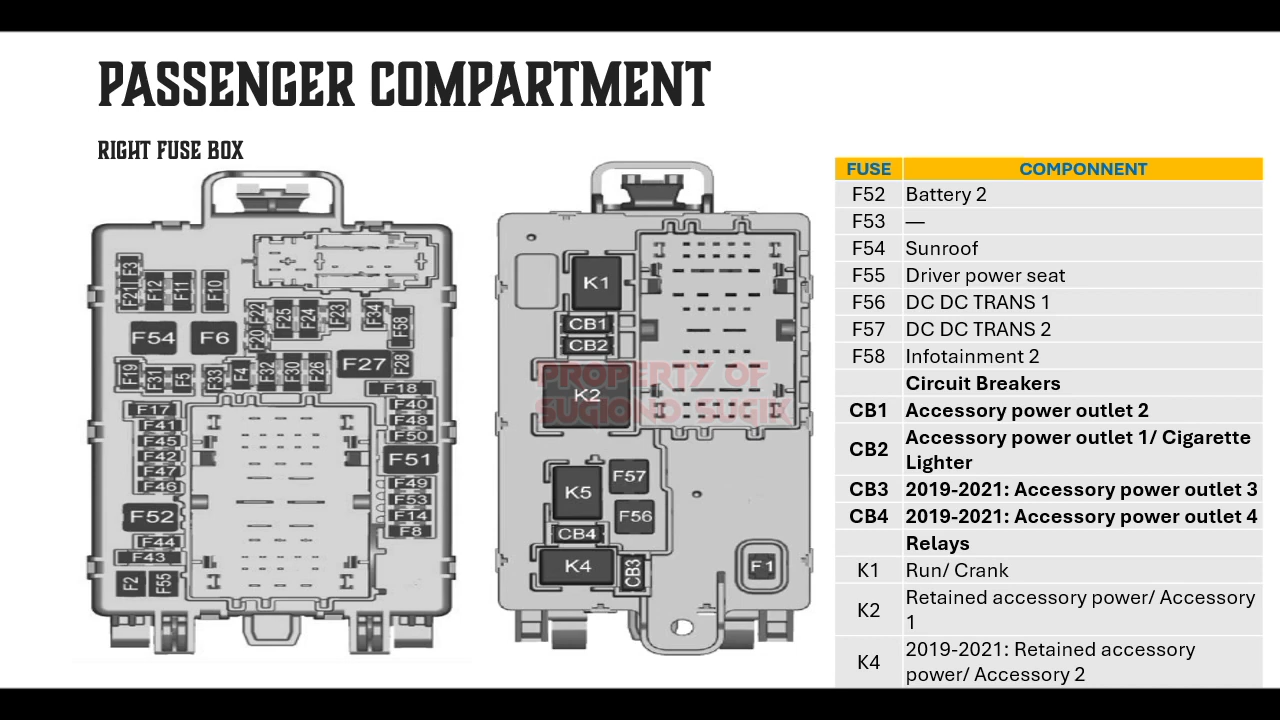 PASSENGER COMPARTMENT
RIGHT FUSE BOX
F3
F21
F12
F11
F10
F22
F20
F25
F24
F23
F34
F58
F54
F6
F27
F28
F19
F31
F5
F33
F4
F32
F30
F26
F18
F17
F41
F45
F42
F47
F46
F52
F44
F43
F2
F55
F40
F48
F50
F51
F49
F53
F14
F8
K1
CB1
CB2
K2
PROPERTY OF
SUGIONO SUGIK
K5
F57
F56
CB4
K4
CB3
F1
FUSE COMPONNENT
F52 Battery 2
F53 —
F54 Sunroof
F55 Driver power seat
F56 DC DC TRANS 1
F57 DC DC TRANS 2
F58 Infotainment 2
Circuit Breakers
CB1 Accessory power outlet 2
CB2 Accessory power outlet 1/ Cigarette
Lighter
CB3 2019-2021: Accessory power outlet 3
CB4 2019-2021: Accessory power outlet 4
Relays
K1 Run/ Crank
K2 Retained accessory power/ Accessory
1
K4 2019-2021: Retained accessory
power/ Accessory 2